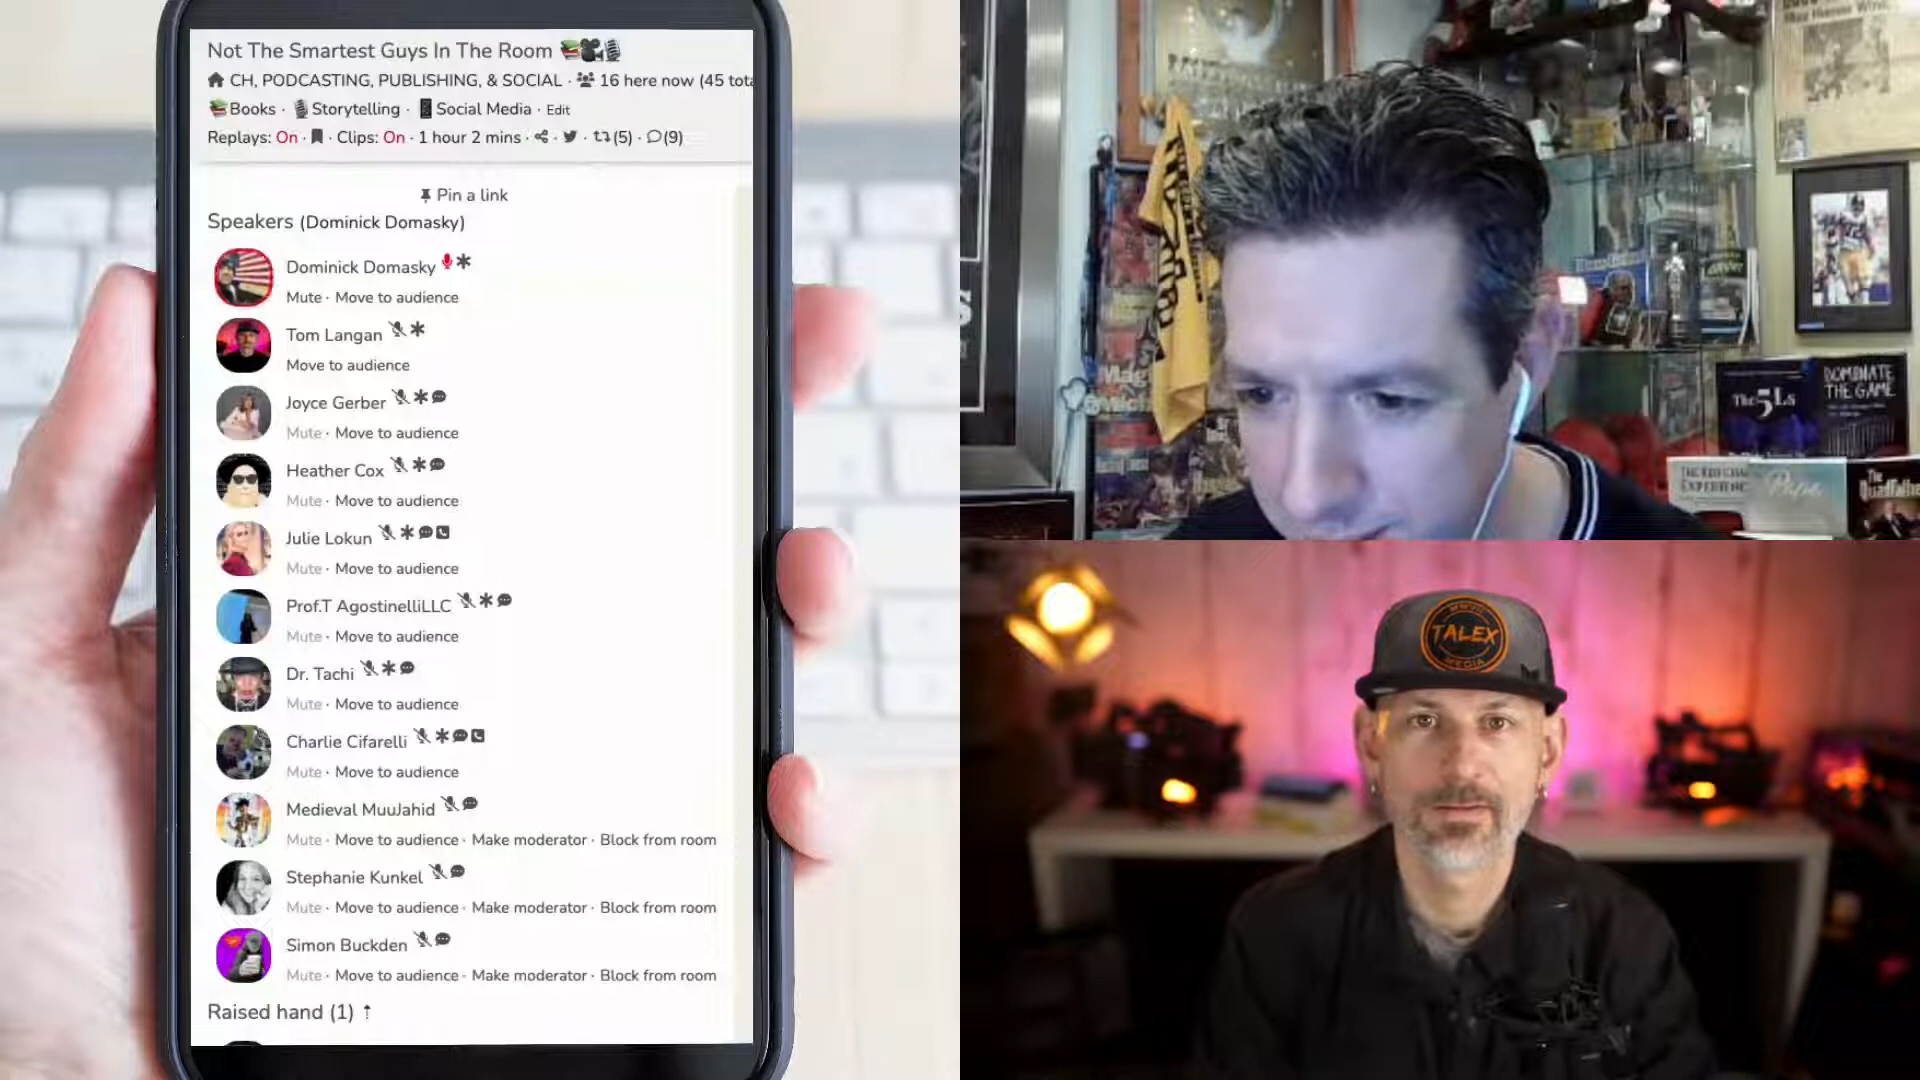 Not The Smartest Guys In The Room
CH, PODCASTING, PUBLISHING, & SOCIAL · 16 here now (45 tota
Books · Storytelling · Social Media · Edit
Replays: On · Clips: On · 1 hour 2 mins · (5) · (9)
Pin a link
Speakers (Dominick Domasky)
Dominick Domasky
Mute · Move to audience
Tom Langan
Move to audience
Joyce Gerber
Mute · Move to audience
Heather Cox
Mute · Move to audience
Julie Lokun
Mute · Move to audience
Prof.T AgostinelliLLC
Mute · Move to audience
Dr. Tachi
Mute · Move to audience
Charlie Cifarelli
Mute · Move to audience
Medieval MuuJahid
Mute · Move to audience · Make moderator · Block from room
Stephanie Kunkel
Mute · Move to audience · Make moderator · Block from room
Simon Buckden
Mute · Move to audience · Make moderator · Block from room
Raised hand (1) ↑
The 5Ls
DOMINATE
THE GAME
The
Quadfathe
TALEX
MEDIA